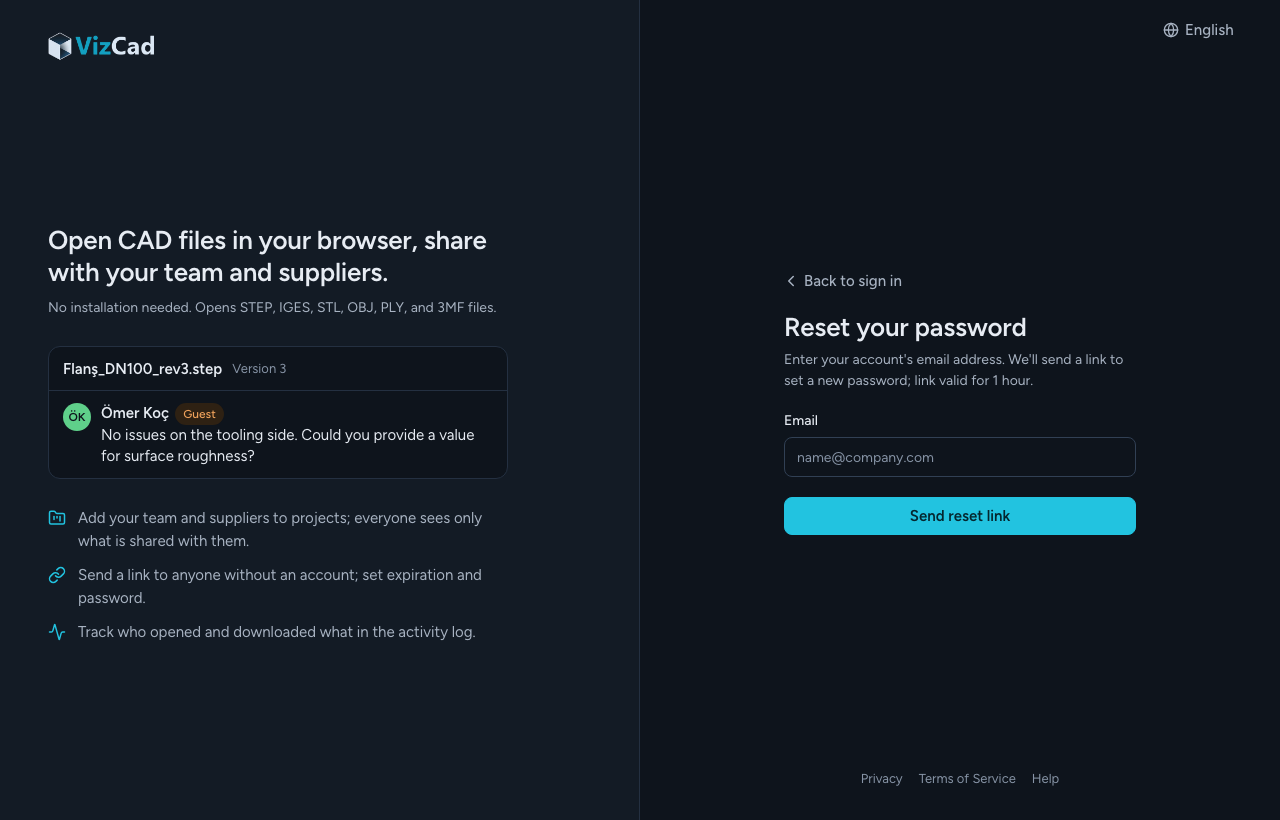 VizCad
English
Open CAD files in your browser, share
with your team and suppliers.
No installation needed. Opens STEP, IGES, STL, OBJ, PLY, and 3MF files.
Flanş_DN100_rev3.step Version 3
ÖK
Ömer Koç Guest
No issues on the tooling side. Could you provide a value
for surface roughness?
Add your team and suppliers to projects; everyone sees only
what is shared with them.
Send a link to anyone without an account; set expiration and
password.
Track who opened and downloaded what in the activity log.
Back to sign in
Reset your password
Enter your account's email address. We'll send a link to
set a new password; link valid for 1 hour.
Email
name@company.com
Send reset link
Privacy Terms of Service Help